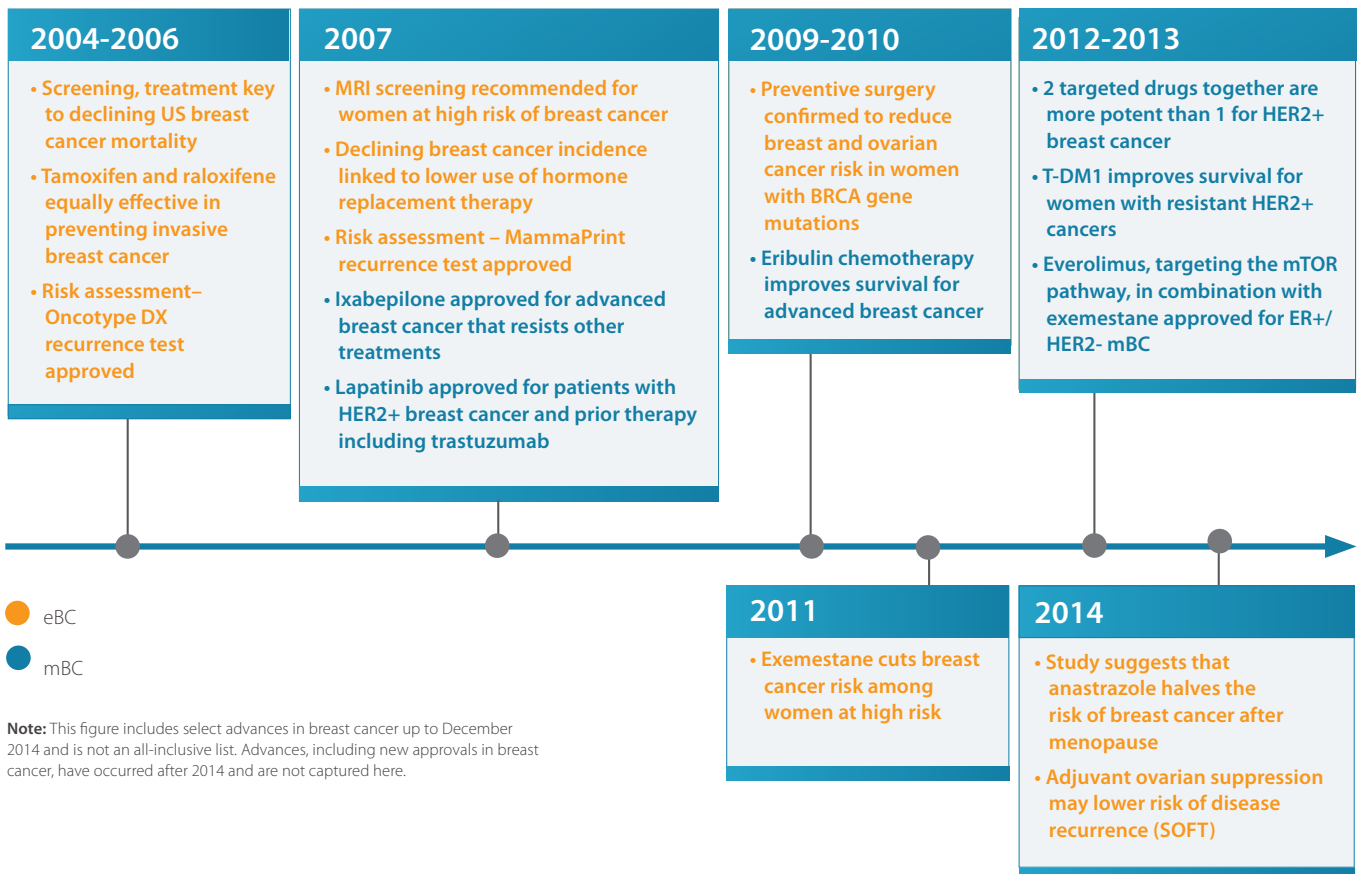 2004-2006
• Screening, treatment key
to declining US breast
cancer mortality
• Tamoxifen and raloxifene
equally effective in
preventing invasive
breast cancer
• Risk assessment–
Oncotype DX
recurrence test
approved
2007
• MRI screening recommended for
women at high risk of breast cancer
• Declining breast cancer incidence
linked to lower use of hormone
replacement therapy
• Risk assessment – MammaPrint
recurrence test approved
• Ixabepilone approved for advanced
breast cancer that resists other
treatments
• Lapatinib approved for patients with
HER2+ breast cancer and prior therapy
including trastuzumab
2009-2010
• Preventive surgery
confirmed to reduce
breast and ovarian
cancer risk in women
with BRCA gene
mutations
• Eribulin chemotherapy
improves survival for
advanced breast cancer
2012-2013
• 2 targeted drugs together are
more potent than 1 for HER2+
breast cancer
• T-DM1 improves survival for
women with resistant HER2+
cancers
• Everolimus, targeting the mTOR
pathway, in combination with
exemestane approved for ER+/
HER2- mBC
2011
• Exemestane cuts breast
cancer risk among
women at high risk
2014
• Study suggests that
anastrazole halves the
risk of breast cancer after
menopause
• Adjuvant ovarian suppression
may lower risk of disease
recurrence (SOFT)
eBC
mBC
Note: This figure includes select advances in breast cancer up to December
2014 and is not an all-inclusive list. Advances, including new approvals in breast
cancer, have occurred after 2014 and are not captured here.